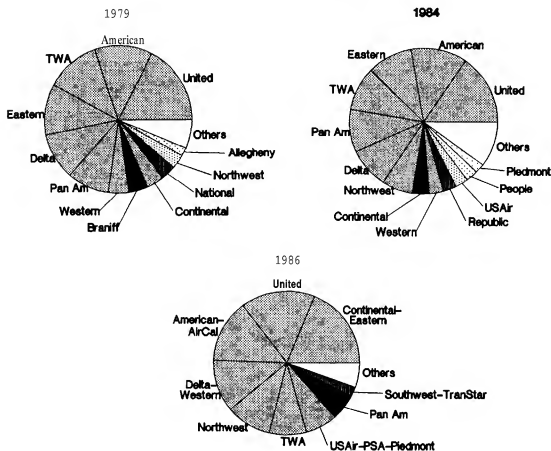 1979
American
TWA
United
Eastern
Others
Allegheny
Delta
Northwest
Pan Am
National
Western
Continental
Braniff
1984
Eastern
American
TWA
United
Pan Am
Others
Delta
Piedmont
Northwest
People
Continental
USAir
Republic
Western
1986
United
American-
AirCal
Continental-
Eastern
Delta-
Western
Others
Southwest-TranStar
Pan Am
Northwest
TWA
USAir-PSA-Piedmont